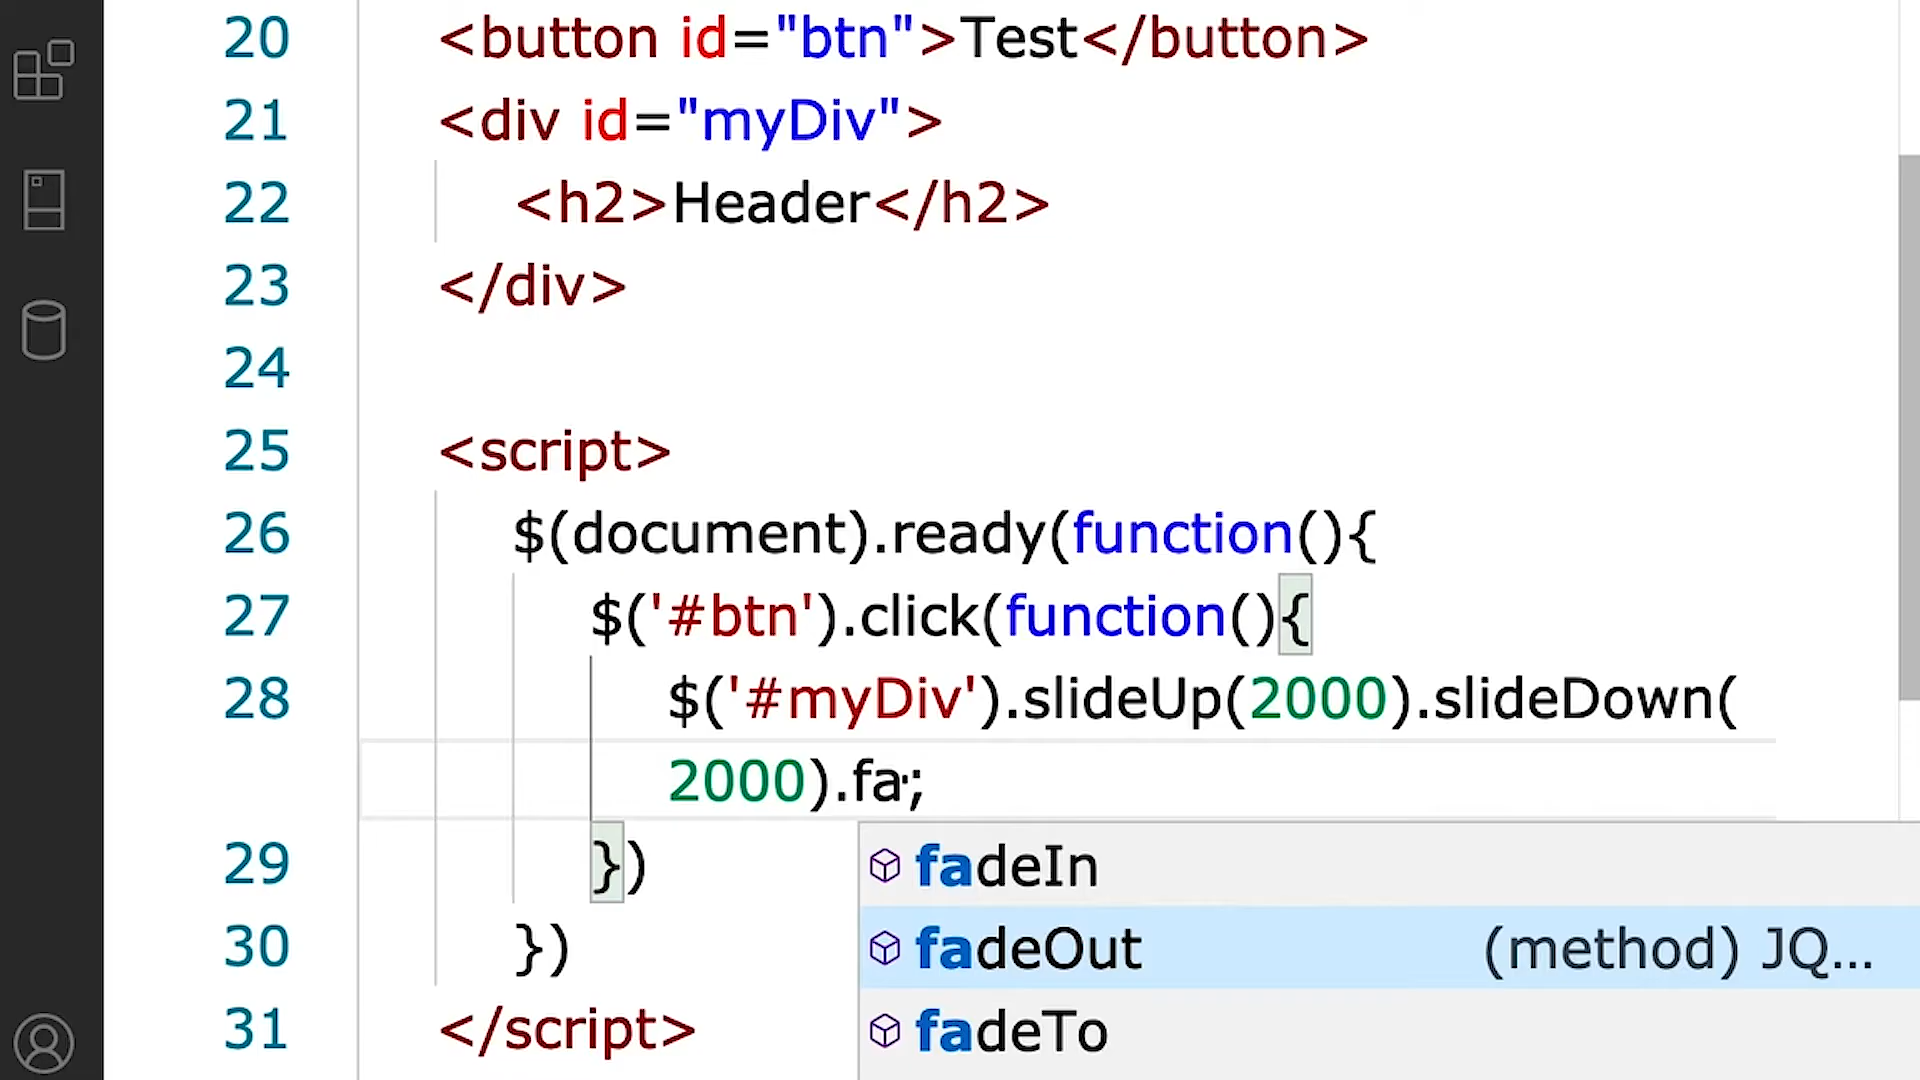 20 <button id="btn">Test</button>
21 <div id="myDiv">
22 <h2>Header</h2>
23 </div>
24
25 <script>
26 $(document).ready(function(){
27 $('#btn').click(function(){
28 $('#myDiv').slideUp(2000).slideDown(
2000).fa;
29 })
fadeIn
30 })
fadeOut (method) JQ...
31 </script>
fadeTo